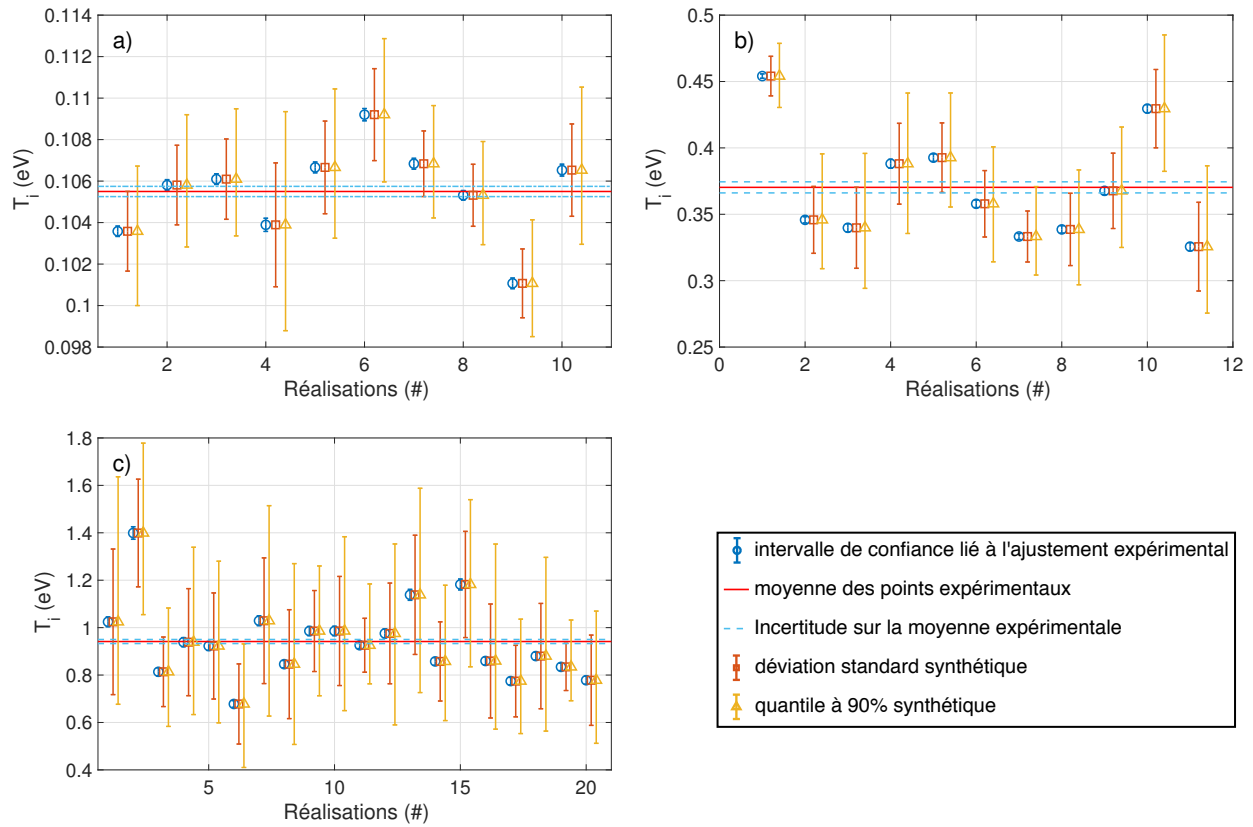 a)
0.114
0.112
0.11
0.108
0.106
0.104
0.102
0.1
0.098
T_i (eV)
2
4
6
8
10
Réalisations (#)
b)
0.45
0.4
0.35
0.3
0.25
T_i (eV)
0
2
4
6
8
10
12
Réalisations (#)
c)
1.8
1.6
1.4
1.2
1
0.8
0.6
0.4
T_i (eV)
5
10
15
20
Réalisations (#)
intervalle de confiance lié à l'ajustement expérimental
moyenne des points expérimentaux
Incertitude sur la moyenne expérimentale
déviation standard synthétique
quantile à 90% synthétique